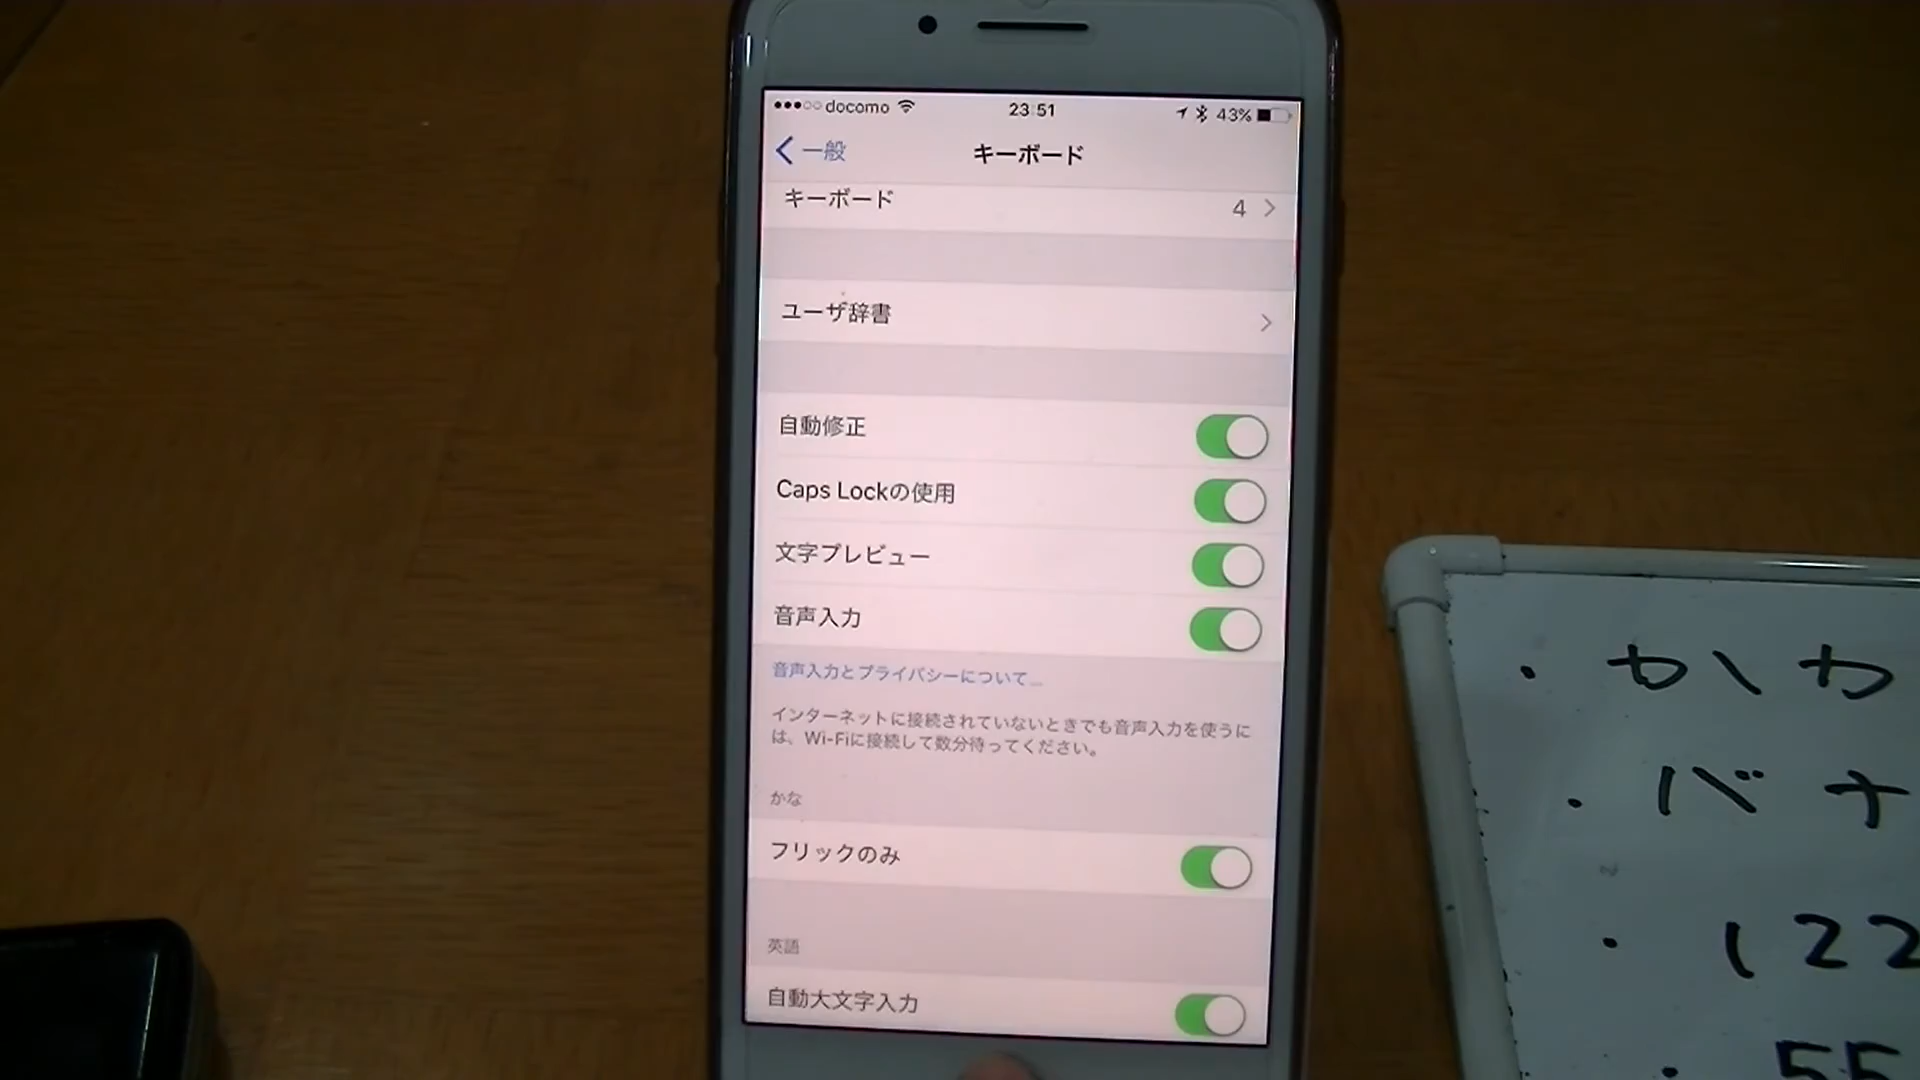 docomo 23:51 43%
一般 キーボード
キーボード 4
ユーザ辞書
自動修正
Caps Lockの使用
文字プレビュー
音声入力
音声入力とプライバシーについて...
インターネットに接続されていないときでも音声入力を使うに
は、Wi-Fiに接続して数分待ってください。
かな
フリックのみ
英語
自動大文字入力
・バナ
・122
・55